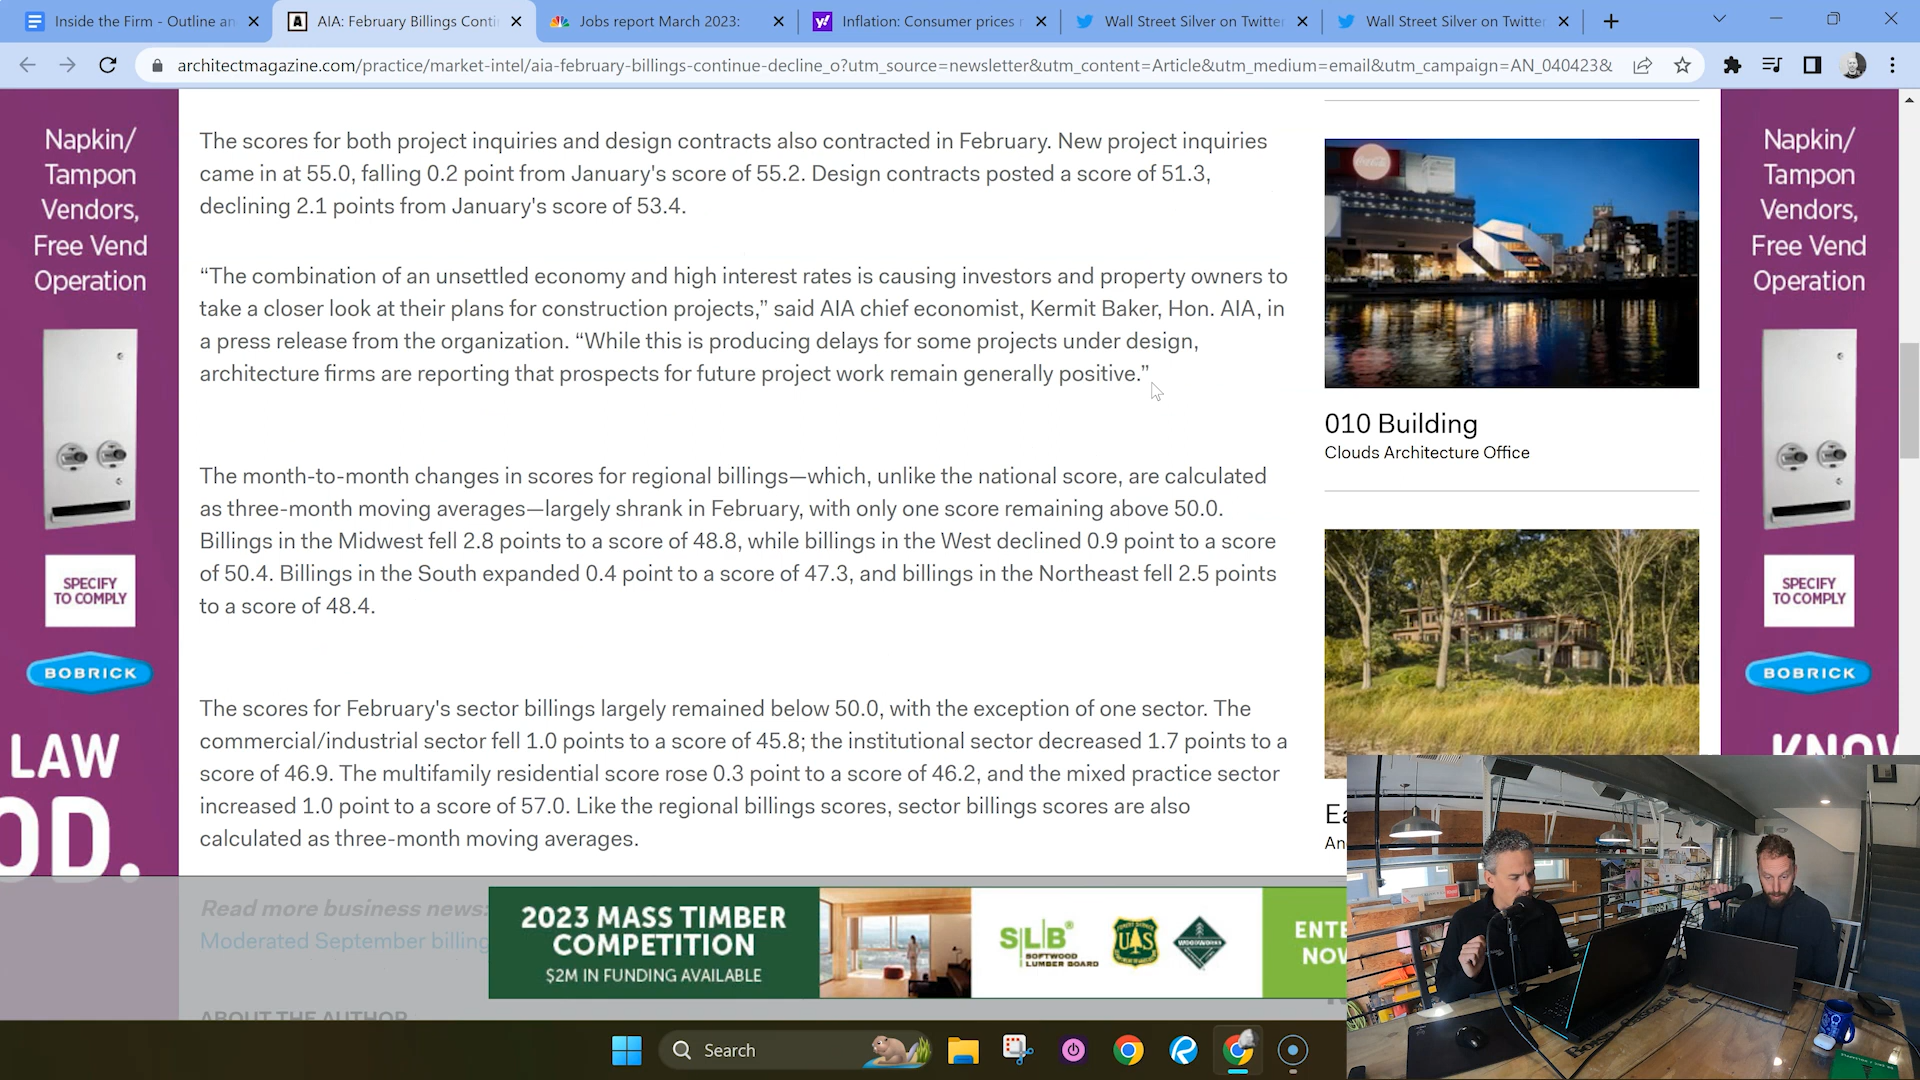 Inside the Firm - Outline an
AIA: February Billings Conti
Jobs report March 2023:
Inflation: Consumer prices r
Wall Street Silver on Twitter
Wall Street Silver on Twitter
architectmagazine.com/practice/market-intel/aia-february-billings-continue-decline_o?utm_source=newsletter&utm_content=Article&utm_medium=email&utm_campaign=AN_040423&
Napkin/
Tampon
Vendors,
Free Vend
Operation
SPECIFY
TO COMPLY
BOBRICK
LAW
OD.
The scores for both project inquiries and design contracts also contracted in February. New project inquiries
came in at 55.0, falling 0.2 point from January's score of 55.2. Design contracts posted a score of 51.3,
declining 2.1 points from January's score of 53.4.
“The combination of an unsettled economy and high interest rates is causing investors and property owners to
take a closer look at their plans for construction projects,” said AIA chief economist, Kermit Baker, Hon. AIA, in
a press release from the organization. “While this is producing delays for some projects under design,
architecture firms are reporting that prospects for future project work remain generally positive.”
The month-to-month changes in scores for regional billings—which, unlike the national score, are calculated
as three-month moving averages—largely shrank in February, with only one score remaining above 50.0.
Billings in the Midwest fell 2.8 points to a score of 48.8, while billings in the West declined 0.9 point to a score
of 50.4. Billings in the South expanded 0.4 point to a score of 47.3, and billings in the Northeast fell 2.5 points
to a score of 48.4.
The scores for February's sector billings largely remained below 50.0, with the exception of one sector. The
commercial/industrial sector fell 1.0 points to a score of 45.8; the institutional sector decreased 1.7 points to a
score of 46.9. The multifamily residential score rose 0.3 point to a score of 46.2, and the mixed practice sector
increased 1.0 point to a score of 57.0. Like the regional billings scores, sector billings scores are also
calculated as three-month moving averages.
Read more business news:
Moderated September billing
ABOUT THE AUTHOR
010 Building
Clouds Architecture Office
Ea
An
Napkin/
Tampon
Vendors,
Free Vend
Operation
SPECIFY
TO COMPLY
BOBRICK
KNOW
2023 MASS TIMBER
COMPETITION
$2M IN FUNDING AVAILABLE
SLB
SOFTWOOD
LUMBER BOARD
UAS
WOODWORKS
ENTE
NOW
Search